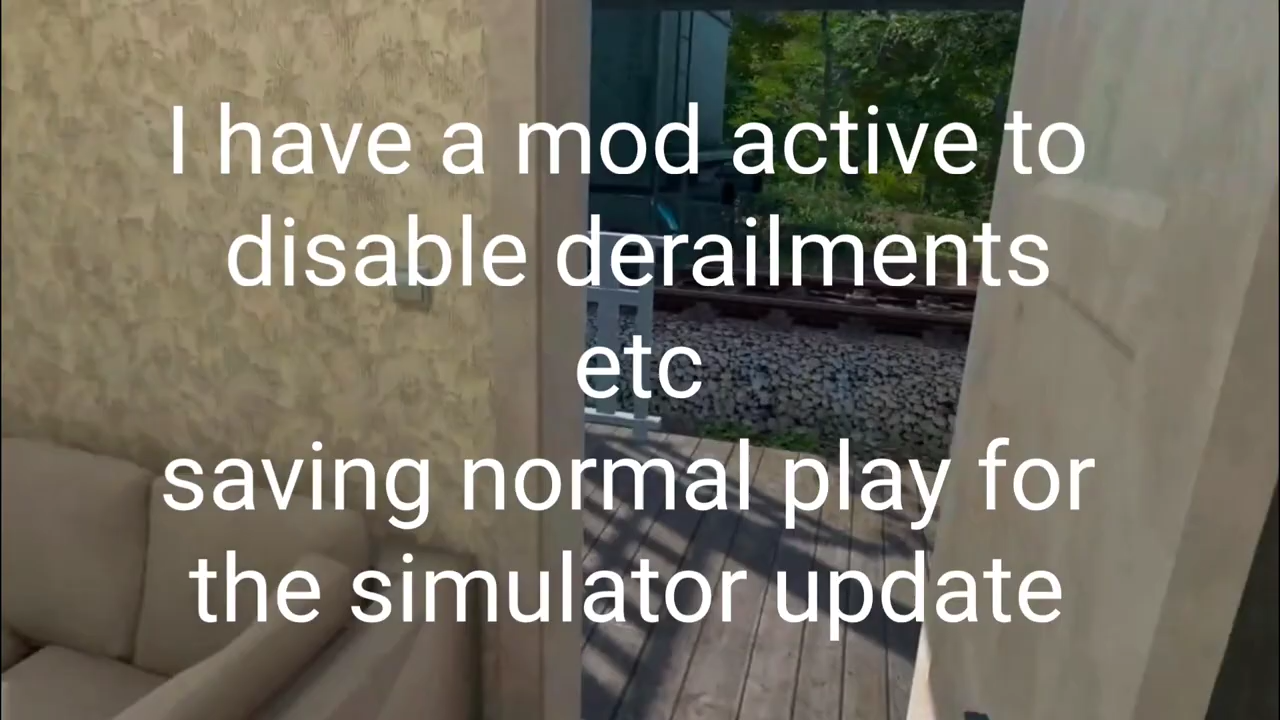 I have a mod active to
disable derailments
etc
saving normal play for
the simulator update